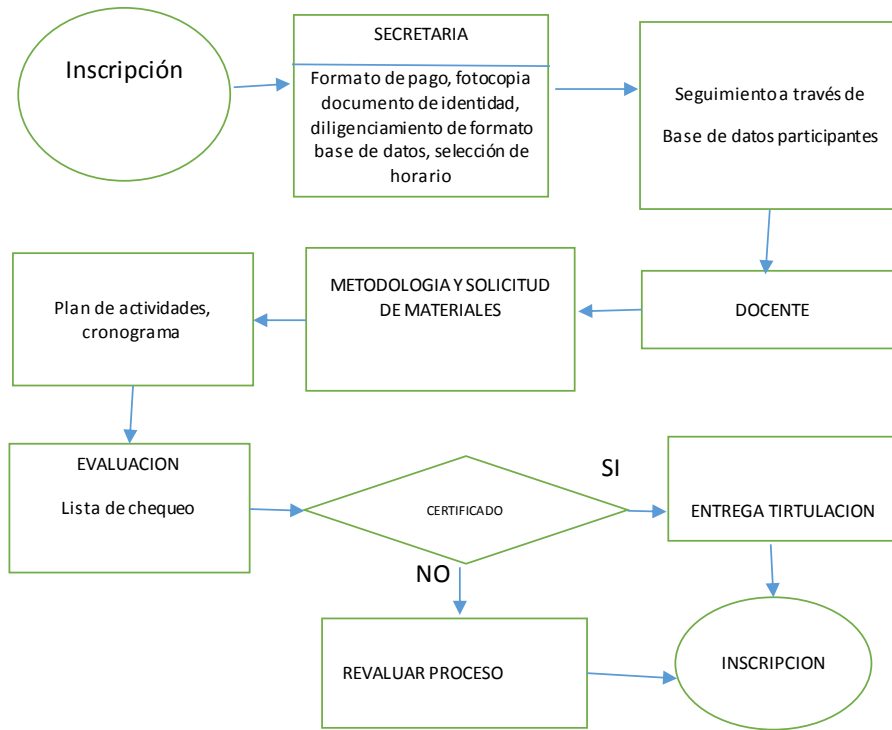 Inscripción
SECRETARIA
Formato de pago, fotocopia
documento de identidad,
diligenciamiento de formato
base de datos, selección de
horario
Seguimiento a través de
Base de datos participantes
DOCENTE
METODOLOGIA Y SOLICITUD
DE MATERIALES
Plan de actividades,
cronograma
EVALUACION
Lista de chequeo
CERTIFICADO
SI
ENTREGA TIRTULACION
NO
REVALUAR PROCESO
INSCRIPCION